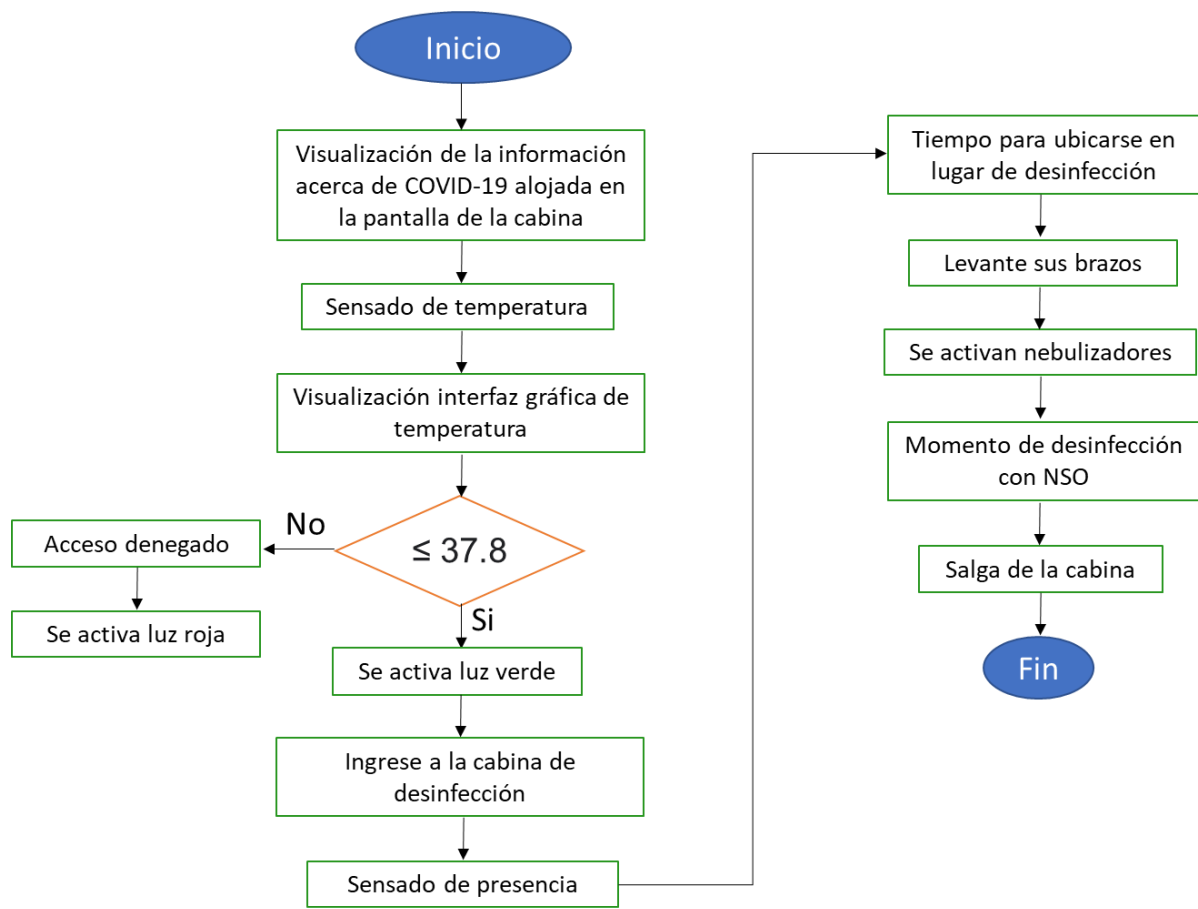 Inicio
Visualización de la información
acerca de COVID-19 alojada en
la pantalla de la cabina
Sensado de temperatura
Visualización interfaz gráfica de
temperatura
≤ 37.8
No
Acceso denegado
Se activa luz roja
Si
Se activa luz verde
Ingrese a la cabina de
desinfección
Sensado de presencia
Tiempo para ubicarse en
lugar de desinfección
Levante sus brazos
Se activan nebulizadores
Momento de desinfección
con NSO
Salga de la cabina
Fin